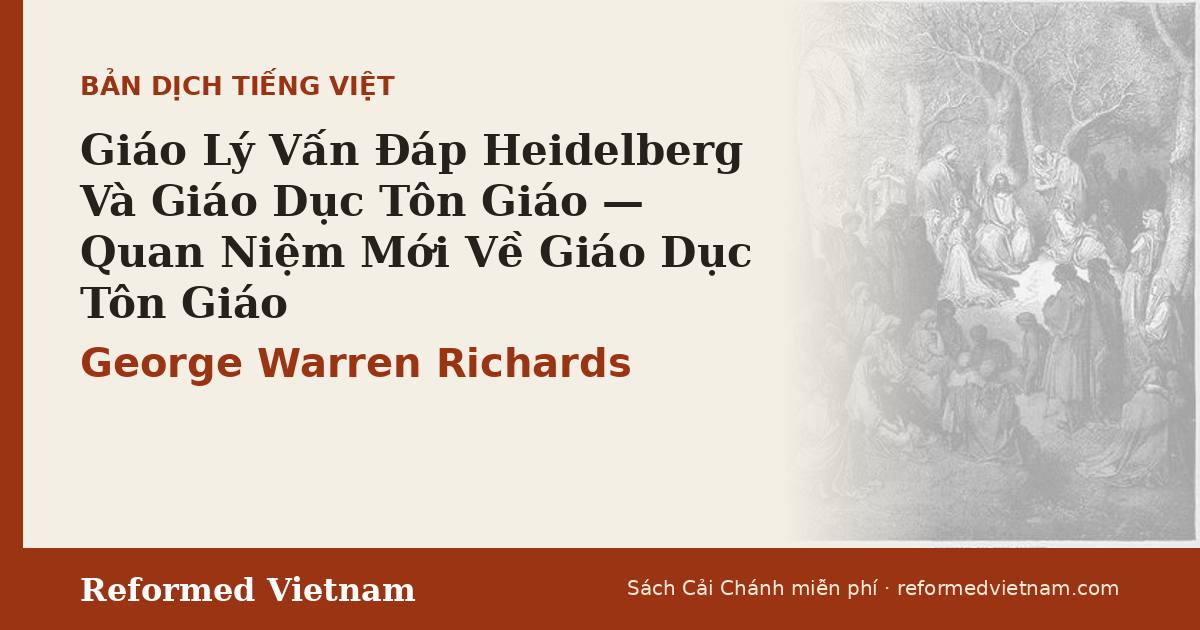 BẢN DỊCH TIẾNG VIỆT
Giáo Lý Vấn Đáp Heidelberg
Và Giáo Dục Tôn Giáo —
Quan Niệm Mới Về Giáo Dục
Tôn Giáo
George Warren Richards
Reformed Vietnam
Sách Cải Chánh miễn phí · reformedvietnam.com